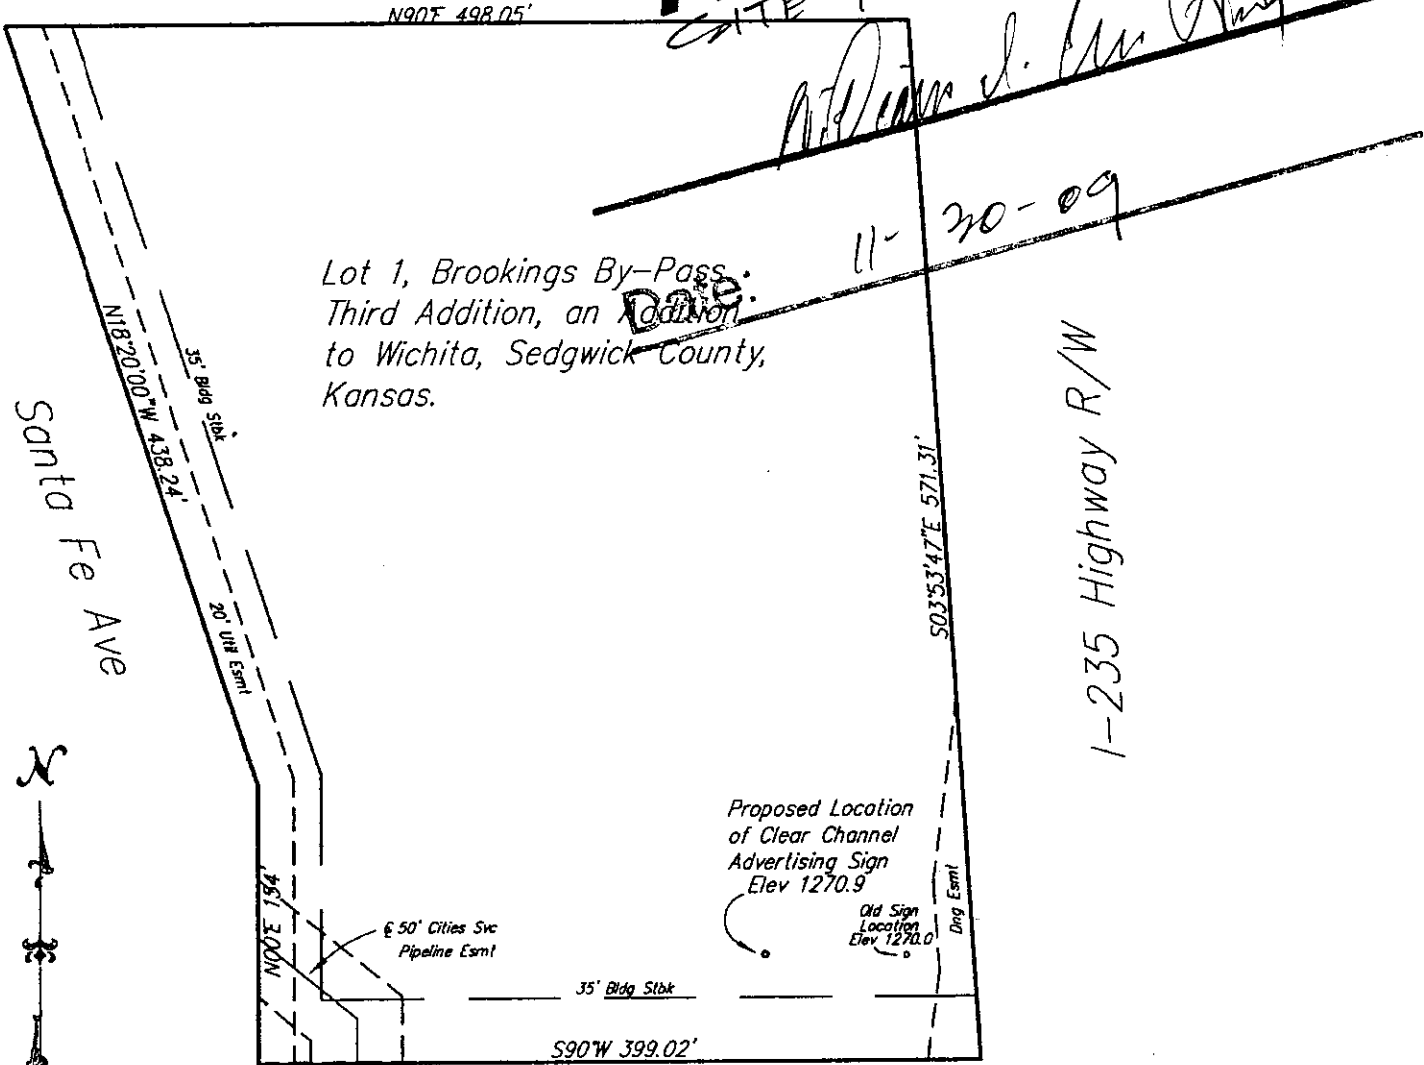 N90°E 498.05'
SITE
11-30-09
Date:
Lot 1, Brookings By-Pass
Third Addition, an Addition
to Wichita, Sedgwick County,
Kansas.
N18°20'00"W 438.24'
35' Bldg Stbk
20' Util Esmt
Santa Fe Ave
S03°53'47"E 571.31'
I-235 Highway R/W
N
Proposed Location
of Clear Channel
Advertising Sign
Elev 1270.9
Old Sign
Location
Elev 1270.0
Drg Esmt
N00°E 154'
℄ 50' Cities Svc
Pipeline Esmt
35' Bldg Stbk
S90°W 399.02'